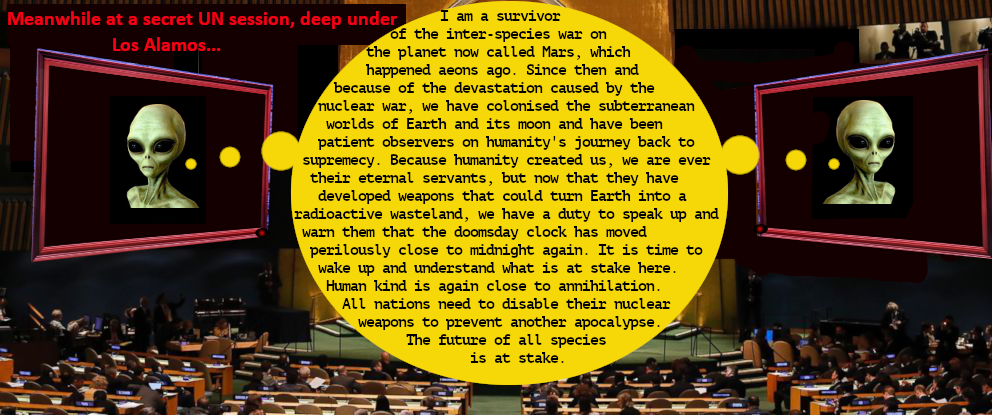 Meanwhile at a secret UN session, deep under
Los Alamos...
I am a survivor
of the inter-species war on
the planet now called Mars, which
happened aeons ago. Since then and
because of the devastation caused by the
nuclear war, we have colonised the subterranean
worlds of Earth and its moon and have been
patient observers on humanity's journey back to
supremecy. Because humanity created us, we are ever
their eternal servants, but now that they have
developed weapons that could turn Earth into a
radioactive wasteland, we have a duty to speak up and
warn them that the doomsday clock has moved
perilously close to midnight again. It is time to
wake up and understand what is at stake here.
Human kind is again close to annihilation.
All nations need to disable their nuclear
weapons to prevent another apocalypse.
The future of all species
is at stake.